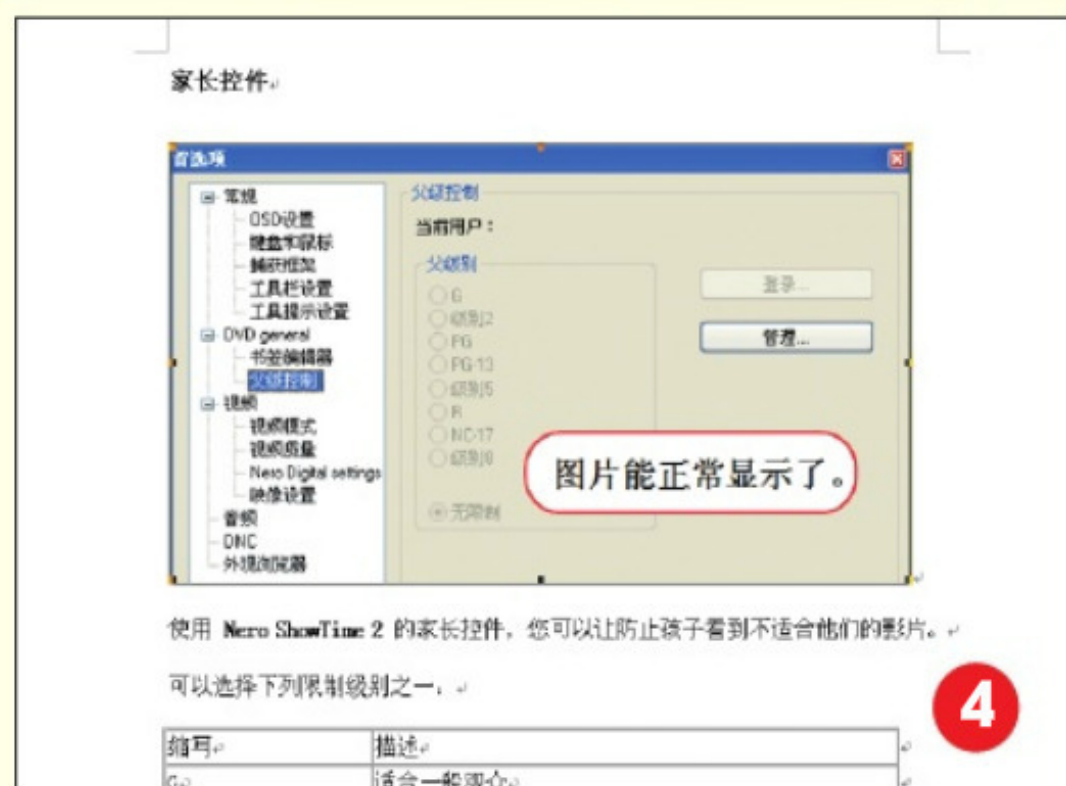 家长控件
首选项
常规
OSD设置
键盘和鼠标
捕获框架
工具栏设置
工具提示设置
DVD general
书签编辑器
父级控制
视频
视频模式
视频质量
Nero Digital settings
映像设置
音频
DNC
外观浏览器
父级控制
当前用户：
父级别
G
级别2
PG
PG-13
级别5
R
NC-17
级别8
无限制
登录...
管理...
图片能正常显示了。
使用 Nero ShowTime 2 的家长控件，您可以让防止孩子看到不适合他们的影片。
可以选择下列限制级别之一：
4
缩写 描述
G 适合一般观众